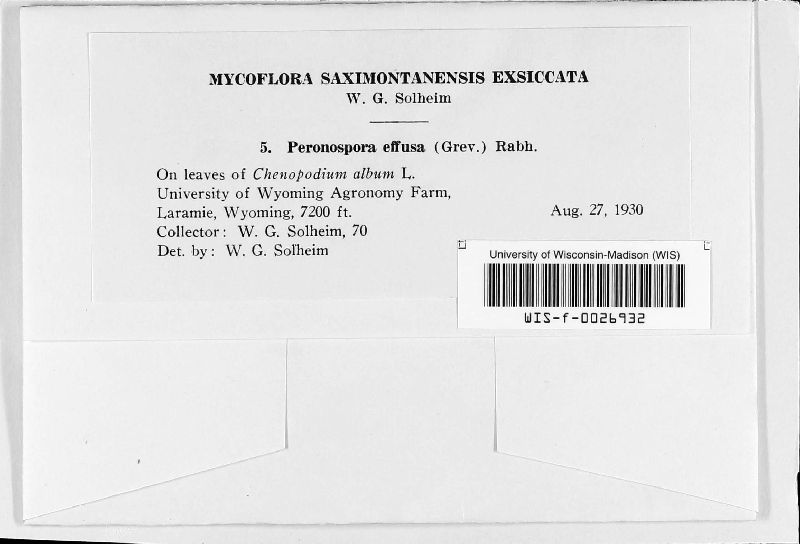 MYCOFLORA SAXIMONTANENSIS EXSICCATA
W. G. Solheim
5. Peronospora effusa (Grev.) Rabh.
On leaves of Chenopodium album L.
University of Wyoming Agronomy Farm,
Laramie, Wyoming, 7200 ft.
Aug. 27, 1930
Collector: W. G. Solheim, 70
Det. by: W. G. Solheim
University of Wisconsin-Madison (WIS)
WIS-f-0026932